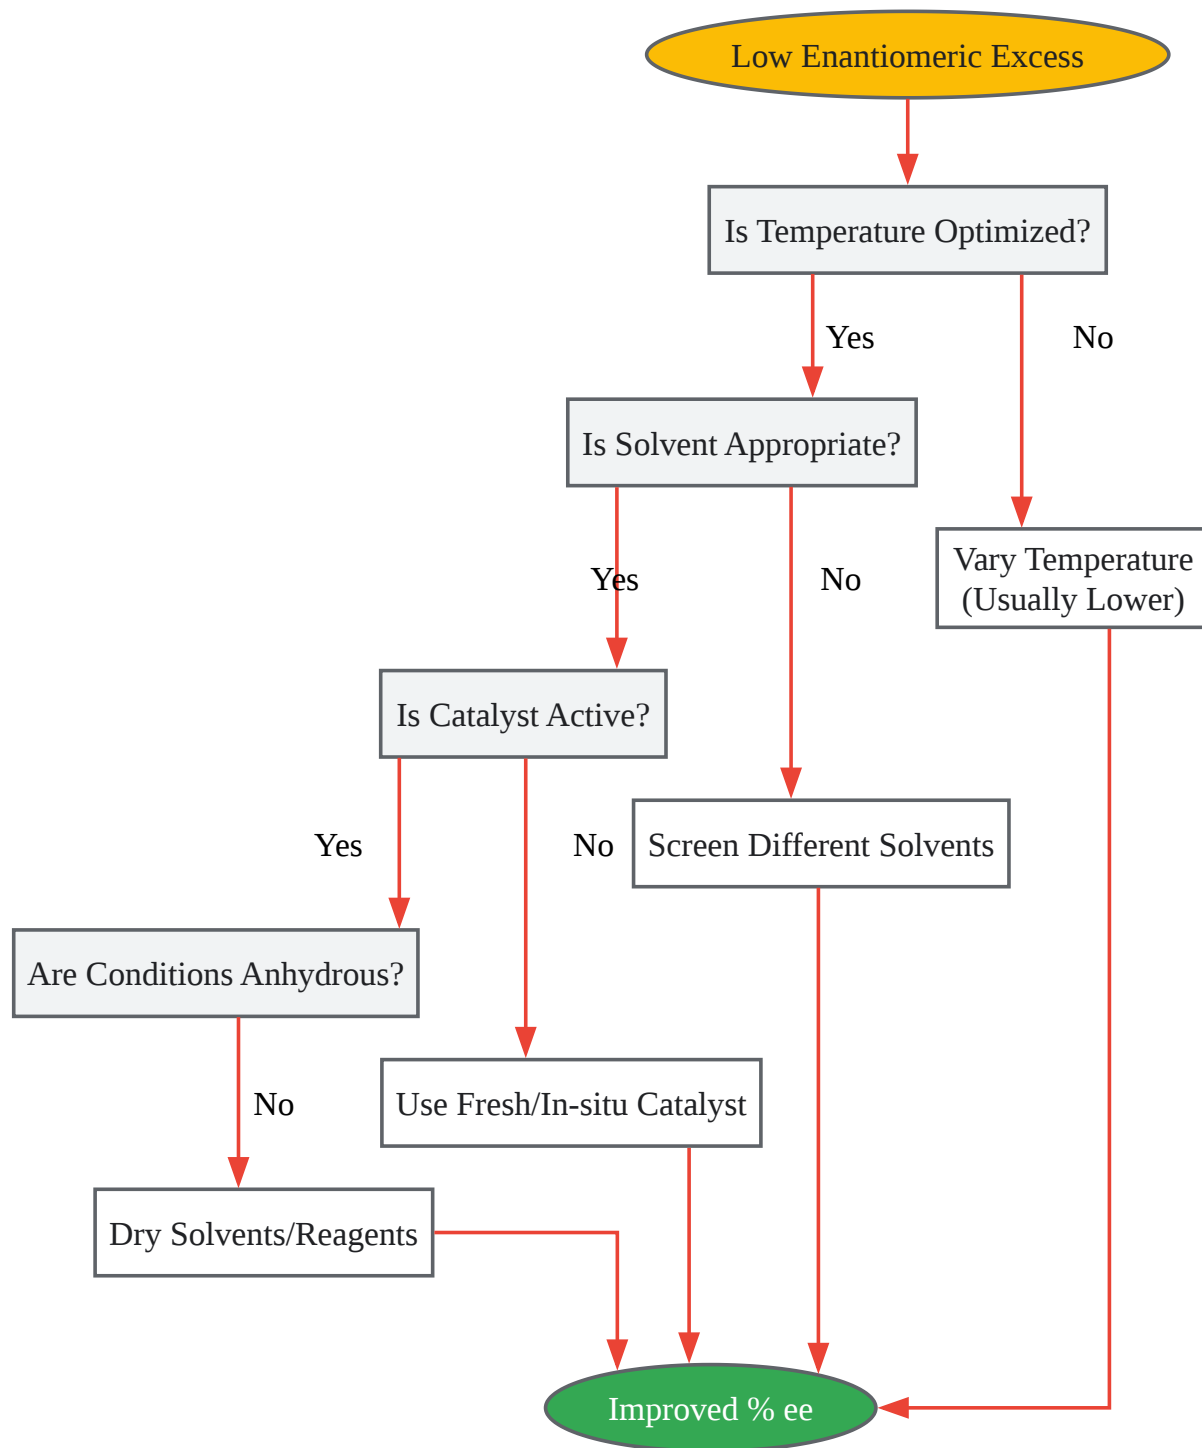 Low Enantiomeric Excess
Is Temperature Optimized?
Yes
No
Is Solvent Appropriate?
Vary Temperature
(Usually Lower)
Yes
No
Is Catalyst Active?
Yes
No
Screen Different Solvents
Are Conditions Anhydrous?
No
Use Fresh/In-situ Catalyst
Dry Solvents/Reagents
Improved % ee